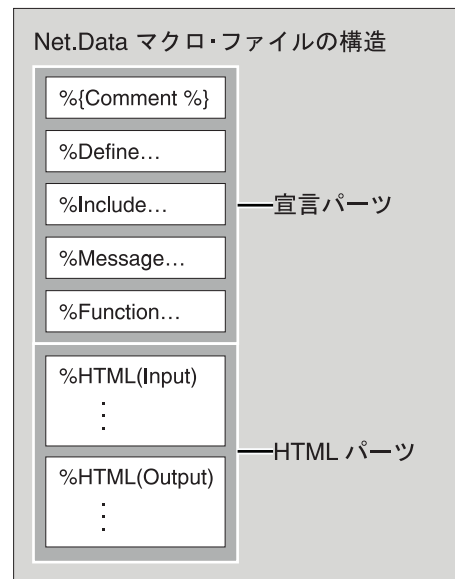 Net.Data マクロ・ファイルの構造
%{Comment %}
%Define...
%Include...
宣言パーツ
%Message...
%Function...
%HTML(Input)
⋮
HTML パーツ
%HTML(Output)
⋮